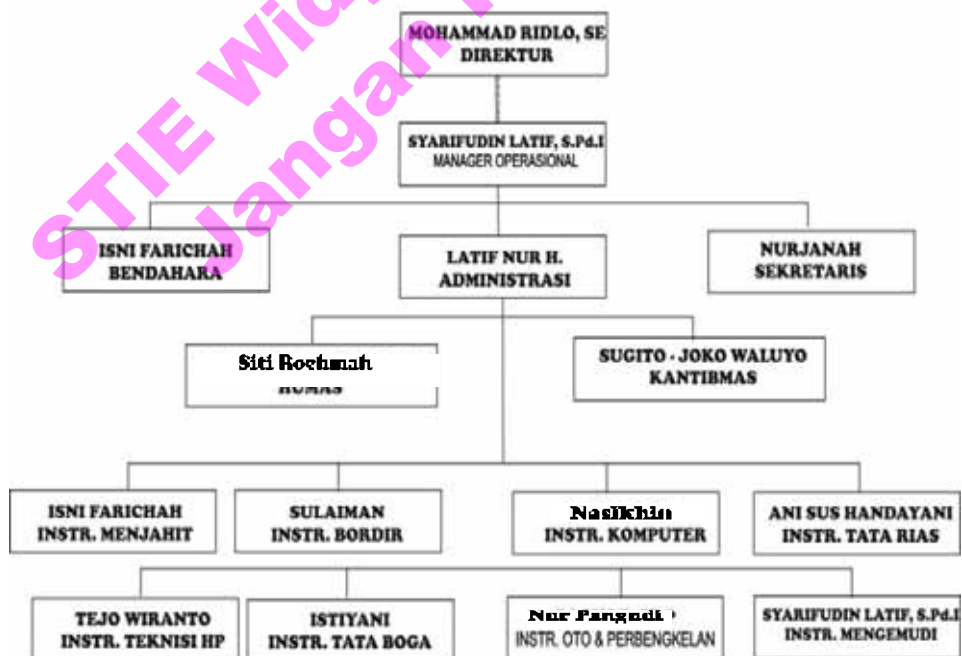 STIE Widy
Jangan
MOHAMMAD RIDLO, SE
DIREKTUR
SYARIFUDIN LATIF, S.Pd.I
MANAGER OPERASIONAL
ISNI FARICHAH
BENDAHARA
LATIF NUR H.
ADMINISTRASI
NURJANAH
SEKRETARIS
Siti Rochmah
HUMAS
SUGITO - JOKO WALUYO
KANTIBMAS
ISNI FARICHAH
INSTR. MENJAHIT
SULAIMAN
INSTR. BORDIR
Nasikhin
INSTR. KOMPUTER
ANI SUS HANDAYANI
INSTR. TATA RIAS
TEJO WIRANTO
INSTR. TEKNISI HP
ISTIYANI
INSTR. TATA BOGA
Nur Pangudi
INSTR. OTO & PERBENGKELAN
SYARIFUDIN LATIF, S.Pd.I
INSTR. MENGEMUDI